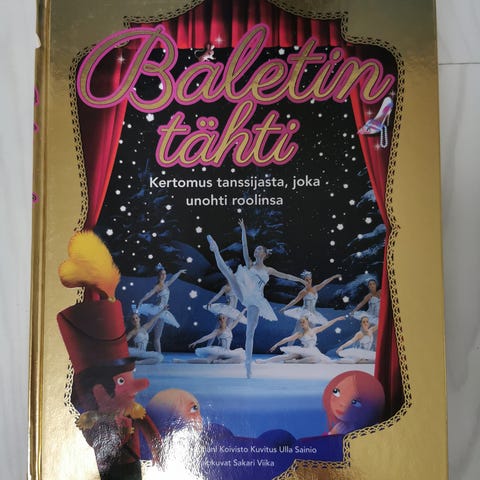 Baletin
tähti
Kertomus tanssijasta, joka
unohti roolinsa
Koivisto Kuvitus Ulla Sainio
Sakari Viika